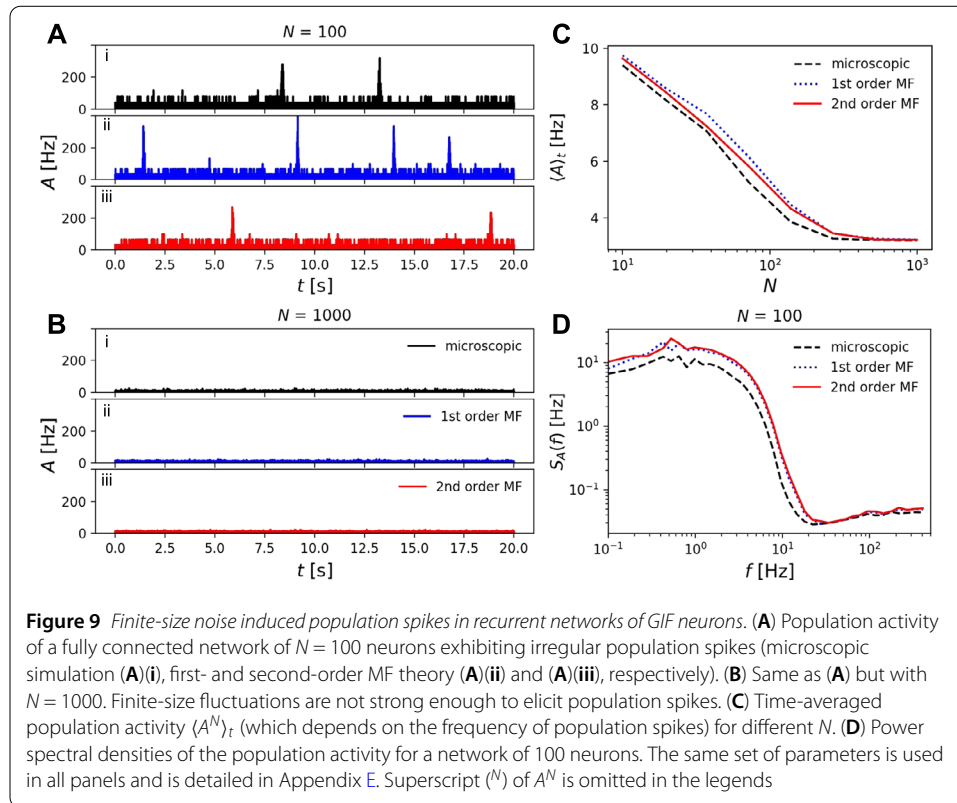 A
N = 100
i
200
0
ii
200
0
A [Hz]
iii
200
0
0.0 2.5 5.0 7.5 10.0 12.5 15.0 17.5 20.0
t [s]
B
N = 1000
i
microscopic
200
0
ii
1st order MF
200
0
A [Hz]
iii
2nd order MF
200
0
0.0 2.5 5.0 7.5 10.0 12.5 15.0 17.5 20.0
t [s]
C
10
8
6
4
⟨A⟩t [Hz]
microscopic
1st order MF
2nd order MF
10¹ 10² 10³
N
D
N = 100
10¹
10⁰
10⁻¹
S_A(f) [Hz]
microscopic
1st order MF
2nd order MF
10⁻¹ 10⁰ 10¹ 10²
f [Hz]
Figure 9 Finite-size noise induced population spikes in recurrent networks of GIF neurons. (A) Population activity
of a fully connected network of N = 100 neurons exhibiting irregular population spikes (microscopic
simulation (A)(i), first- and second-order MF theory (A)(ii) and (A)(iii), respectively). (B) Same as (A) but with
N = 1000. Finite-size fluctuations are not strong enough to elicit population spikes. (C) Time-averaged
population activity ⟨Aᴺ⟩t (which depends on the frequency of population spikes) for different N. (D) Power
spectral densities of the population activity for a network of 100 neurons. The same set of parameters is used
in all panels and is detailed in Appendix E. Superscript (ᴺ) of Aᴺ is omitted in the legends